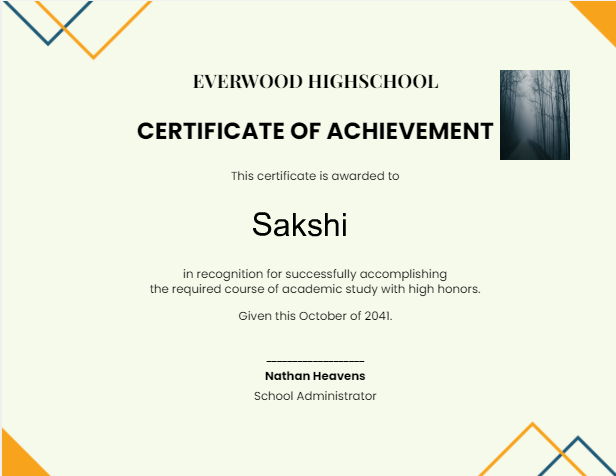 EVERWOOD HIGHSCHOOL
CERTIFICATE OF ACHIEVEMENT
This certificate is awarded to
Sakshi
in recognition for successfully accomplishing
the required course of academic study with high honors.
Given this October of 2041.
___________________
Nathan Heavens
School Administrator